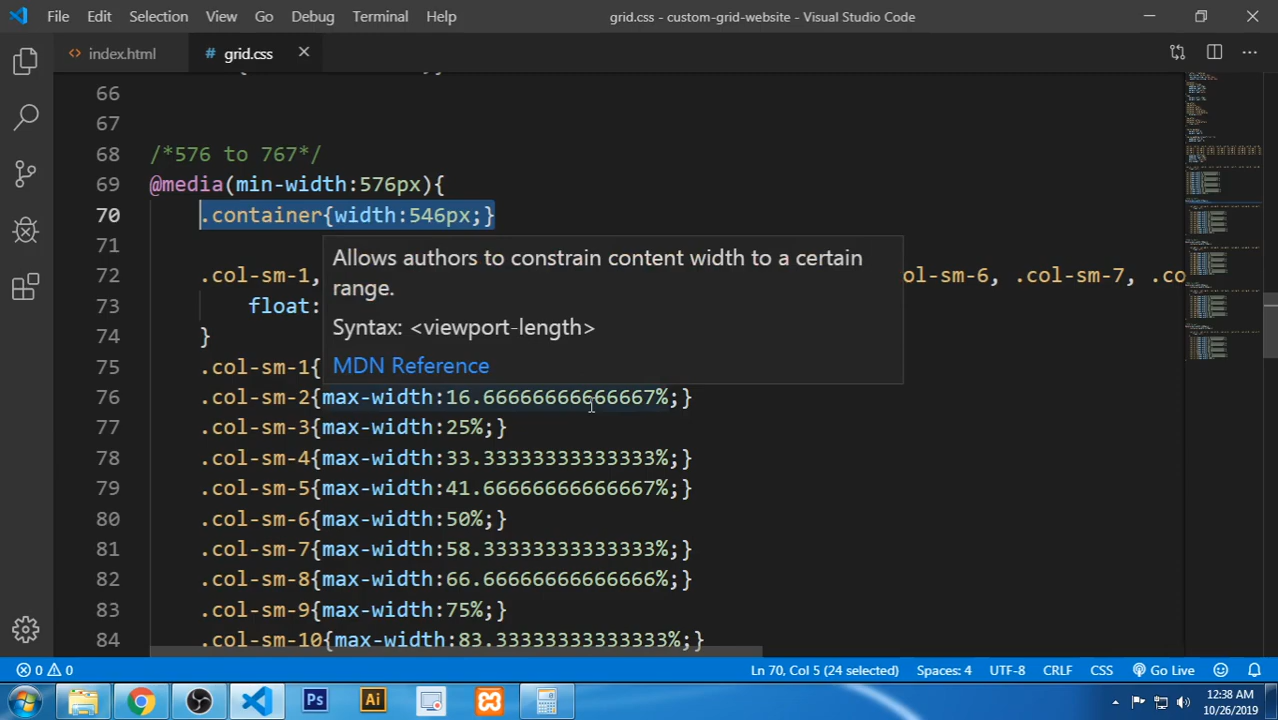 File Edit Selection View Go Debug Terminal Help grid.css - custom-grid-website - Visual Studio Code
<> index.html # grid.css
66
67
68 /*576 to 767*/
69 @media(min-width:576px){
70 .container{width:546px;}
71
Allows authors to constrain content width to a certain
range.
Syntax: <viewport-length>
MDN Reference
72 .col-sm-1, ol-sm-6, .col-sm-7, .co
73 float:
74 }
75 .col-sm-1{
76 .col-sm-2{max-width:16.66666666666667%;}
77 .col-sm-3{max-width:25%;}
78 .col-sm-4{max-width:33.33333333333333%;}
79 .col-sm-5{max-width:41.66666666666667%;}
80 .col-sm-6{max-width:50%;}
81 .col-sm-7{max-width:58.33333333333333%;}
82 .col-sm-8{max-width:66.66666666666666%;}
83 .col-sm-9{max-width:75%;}
84 .col-sm-10{max-width:83.33333333333333%;}
0 0 Ln 70, Col 5 (24 selected) Spaces: 4 UTF-8 CRLF CSS Go Live
Ps Ai
12:38 AM
10/26/2019